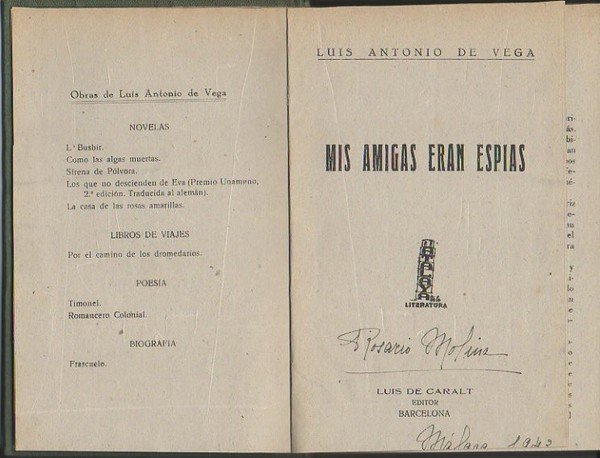 Obras de Luis Antonio de Vega
NOVELAS
L' Busbir.
Como las algas muertas.
Sirena de Pólvora.
Los que no descienden de Eva (Premio Unamuno,
2.ª edición. Traducida al alemán).
La casa de las rosas amarillas.
LIBROS DE VIAJES
Por el camino de los dromedarios.
POESIA
Timonel.
Romancero Colonial.
BIOGRAFIA
Frascuelo.
LUIS ANTONIO DE VEGA
MIS AMIGAS ERAN ESPIAS
ATALAYA
LITERATURA
Rosario Molina
LUIS DE CARALT
EDITOR
BARCELONA
Málaga 1943